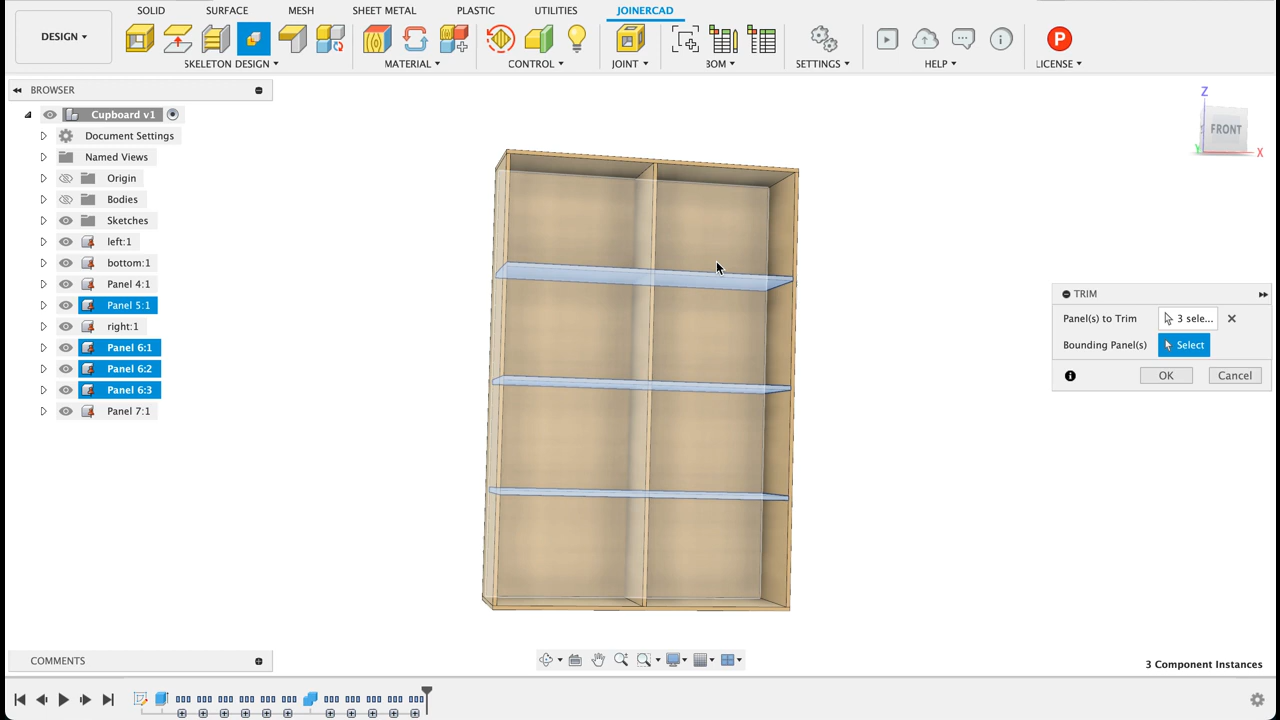 SOLID SURFACE MESH SHEET METAL PLASTIC UTILITIES JOINERCAD
DESIGN
SKELETON DESIGN MATERIAL CONTROL JOINT BOM SETTINGS HELP LICENSE
BROWSER
Cupboard v1
Document Settings
Named Views
Origin
Bodies
Sketches
left:1
bottom:1
Panel 4:1
Panel 5:1
right:1
Panel 6:1
Panel 6:2
Panel 6:3
Panel 7:1
Z
FRONT
Y
X
TRIM
Panel(s) to Trim 3 sele...
Bounding Panel(s) Select
OK Cancel
COMMENTS
3 Component Instances